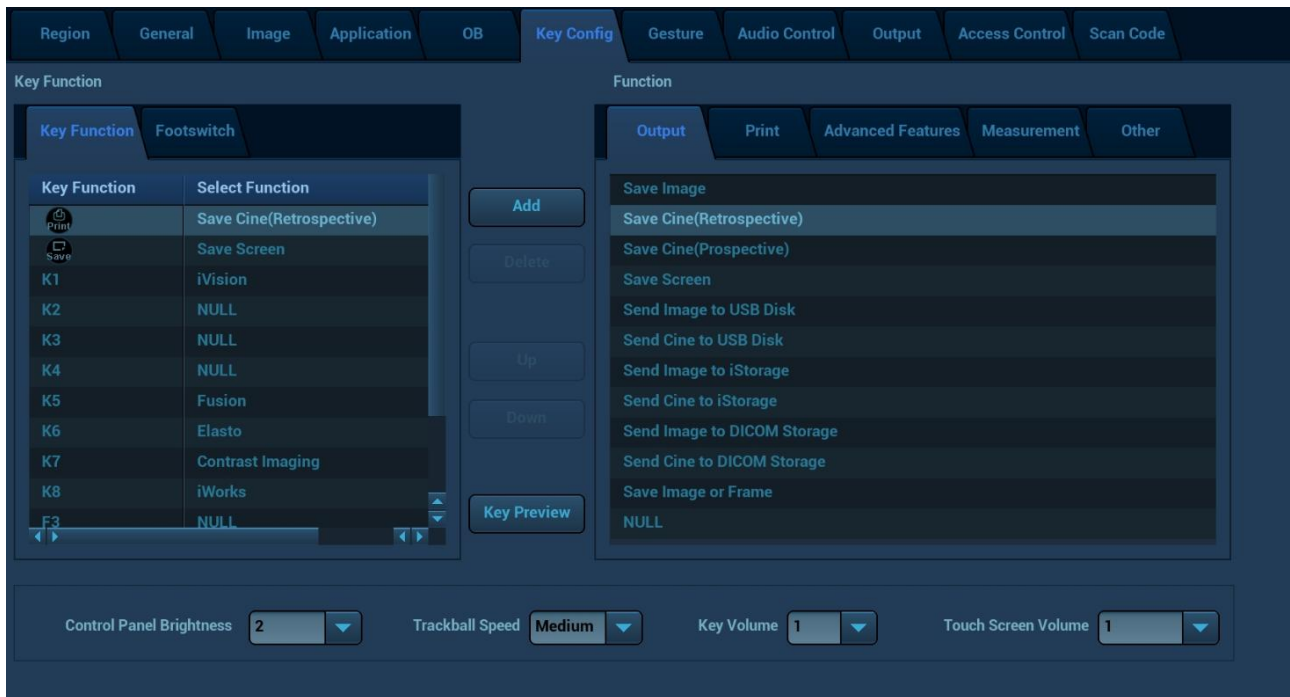 Region General Image Application OB Key Config Gesture Audio Control Output Access Control Scan Code
Key Function
Function
Key Function Footswitch
Output Print Advanced Features Measurement Other
Key Function Select Function
Print Save Cine(Retrospective)
Save Save Screen
K1 iVision
K2 NULL
K3 NULL
K4 NULL
K5 Fusion
K6 Elasto
K7 Contrast Imaging
K8 iWorks
F3 NULL
Add
Delete
Up
Down
Key Preview
Save Image
Save Cine(Retrospective)
Save Cine(Prospective)
Save Screen
Send Image to USB Disk
Send Cine to USB Disk
Send Image to iStorage
Send Cine to iStorage
Send Image to DICOM Storage
Send Cine to DICOM Storage
Save Image or Frame
NULL
Control Panel Brightness 2 Trackball Speed Medium Key Volume 1 Touch Screen Volume 1